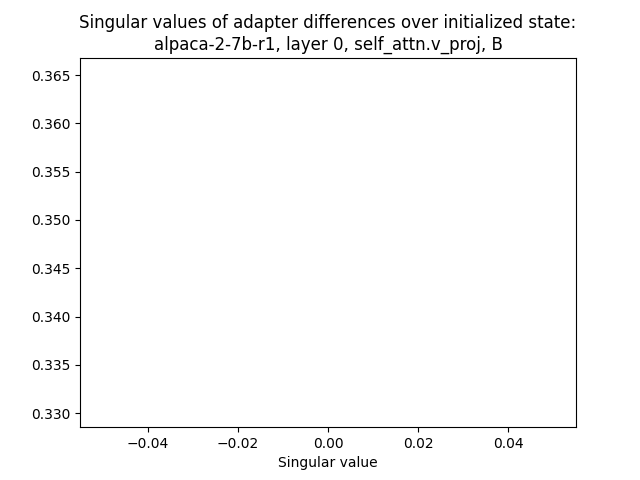 Singular values of adapter differences over initialized state:
alpaca-2-7b-r1, layer 0, self_attn.v_proj, B
0.365
0.360
0.355
0.350
0.345
0.340
0.335
0.330
−0.04 −0.02 0.00 0.02 0.04
Singular value